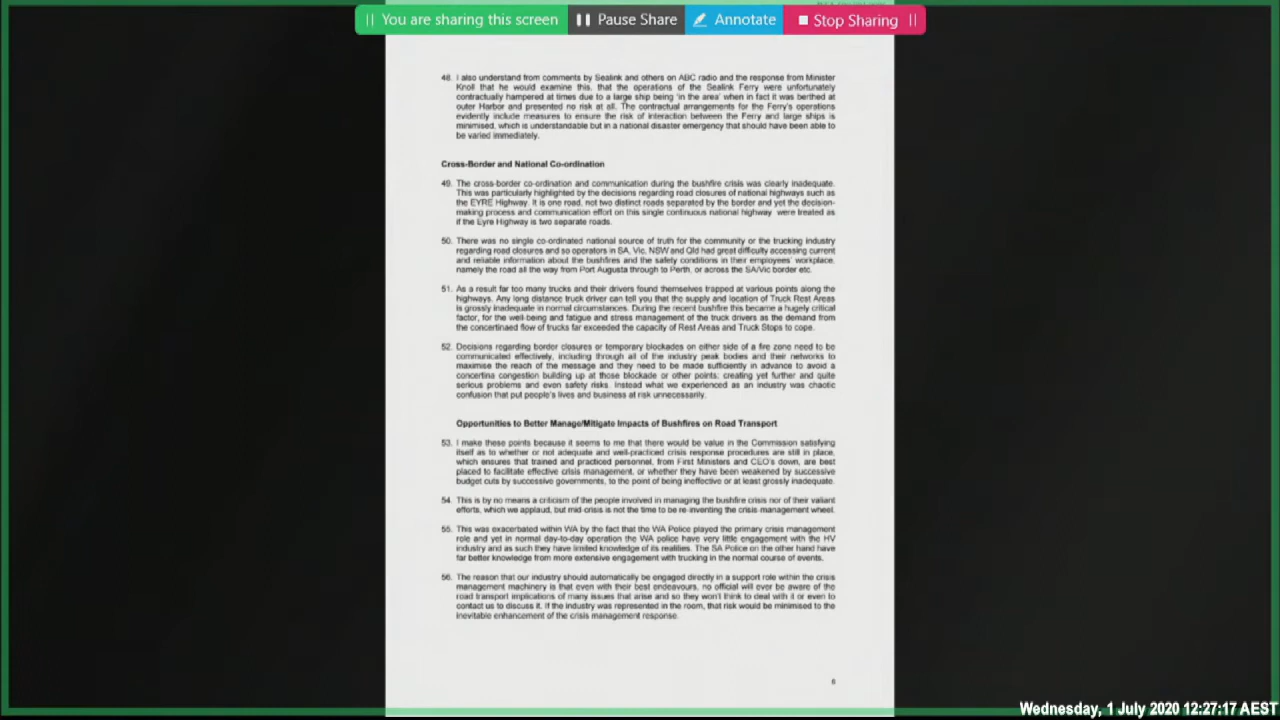 You are sharing this screen
Pause Share
Annotate
Stop Sharing
48. I also understand from comments by Sealink and others on ABC radio and the response from Minister
Knoll that he would examine this, that the operations of the Sealink Ferry were unfortunately
contractually hampered at times due to a large ship being 'in the area' when in fact it was berthed at
outer Harbor and presented no risk at all. The contractual arrangements for the Ferry's operations
evidently include measures to ensure the risk of interaction between the Ferry and large ships is
minimised, which is understandable but in a national disaster emergency that should have been able to
be varied immediately.
Cross-Border and National Co-ordination
49. The cross-border co-ordination and communication during the bushfire crisis was clearly inadequate.
This was particularly highlighted by the decisions regarding road closures of national highways such as
the EYRE Highway. It is one road, not two distinct roads separated by the border and yet the decision-
making process and communication effort on this single continuous national highway were treated as
if the Eyre Highway is two separate roads.
50. There was no single co-ordinated national source of truth for the community or the trucking industry
regarding road closures and so operators in SA, Vic, NSW and Qld had great difficulty accessing current
and reliable information about the bushfires and the safety conditions in their employees' workplace,
namely the road all the way from Port Augusta through to Perth, or across the SA/Vic border etc.
51. As a result far too many trucks and their drivers found themselves trapped at various points along the
highways. Any long distance truck driver can tell you that the supply and location of Truck Rest Areas
is grossly inadequate in normal circumstances. During the recent bushfire this became a hugely critical
factor, for the well-being and fatigue and stress management of the truck drivers as the demand from
the concertinaed flow of trucks far exceeded the capacity of Rest Areas and Truck Stops to cope.
52. Decisions regarding border closures or temporary blockades on either side of a fire zone need to be
communicated effectively, including through all of the industry peak bodies and their networks to
maximise the reach of the message and they need to be made sufficiently in advance to avoid a
concertina congestion building up at those blockade or other points; creating yet further and quite
serious problems and even safety risks. Instead what we experienced as an industry was chaotic
confusion that put people's lives and business at risk unnecessarily.
Opportunities to Better Manage/Mitigate Impacts of Bushfires on Road Transport
53. I make these points because it seems to me that there would be value in the Commission satisfying
itself as to whether or not adequate and well-practiced crisis response procedures are still in place,
which ensures that trained and practiced personnel, from First Ministers and CEO's down, are best
placed to facilitate effective crisis management, or whether they have been weakened by successive
budget cuts by successive governments, to the point of being ineffective or at least grossly inadequate.
54. This is by no means a criticism of the people involved in managing the bushfire crisis nor of their valiant
efforts, which we applaud, but mid-crisis is not the time to be re-inventing the crisis-management wheel.
55. This was exacerbated within WA by the fact that the WA Police played the primary crisis management
role and yet in normal day-to-day operation the WA police have very little engagement with the HV
industry and as such they have limited knowledge of its realities. The SA Police on the other hand have
far better knowledge from more extensive engagement with trucking in the normal course of events.
56. The reason that our industry should automatically be engaged directly in a support role within the crisis
management machinery is that even with their best endeavours, no official will ever be aware of the
road transport implications of many issues that arise and so they won't think to deal with it or even to
contact us to discuss it. If the industry was represented in the room, that risk would be minimised to the
inevitable enhancement of the crisis management response.
6
Wednesday, 1 July 2020 12:27:17 AEST